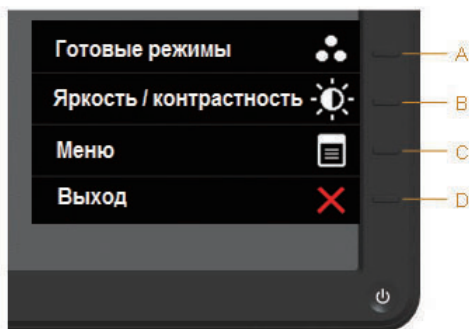 Готовые режимы A
Яркость / контрастность B
Меню C
Выход D